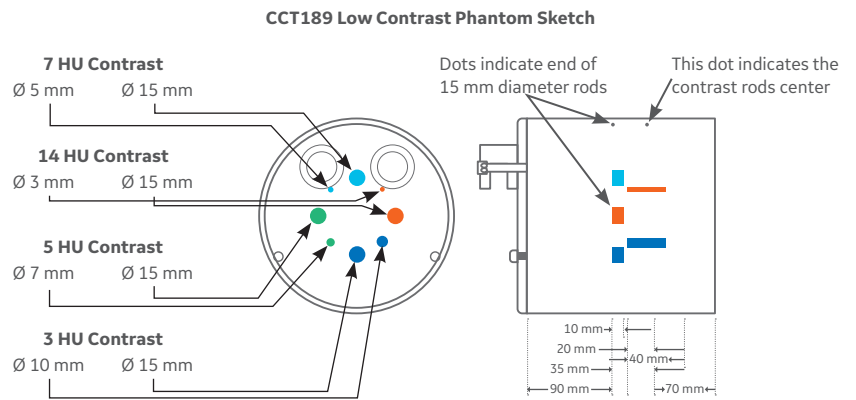 CCT189 Low Contrast Phantom Sketch
7 HU Contrast
Ø 5 mm Ø 15 mm
14 HU Contrast
Ø 3 mm Ø 15 mm
5 HU Contrast
Ø 7 mm Ø 15 mm
3 HU Contrast
Ø 10 mm Ø 15 mm
Dots indicate end of
15 mm diameter rods
This dot indicates the
contrast rods center
10 mm
20 mm
40 mm
35 mm
90 mm
70 mm